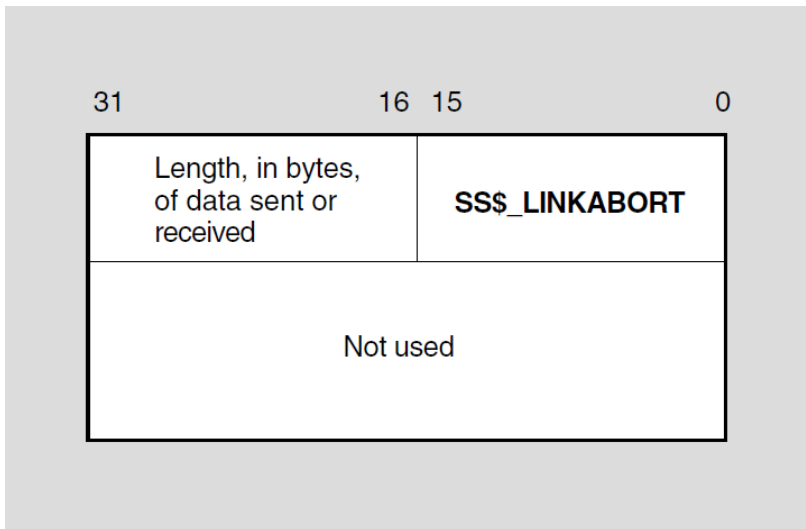 31 16 15 0
Length, in bytes,
of data sent or
received
SS$_LINKABORT
Not used